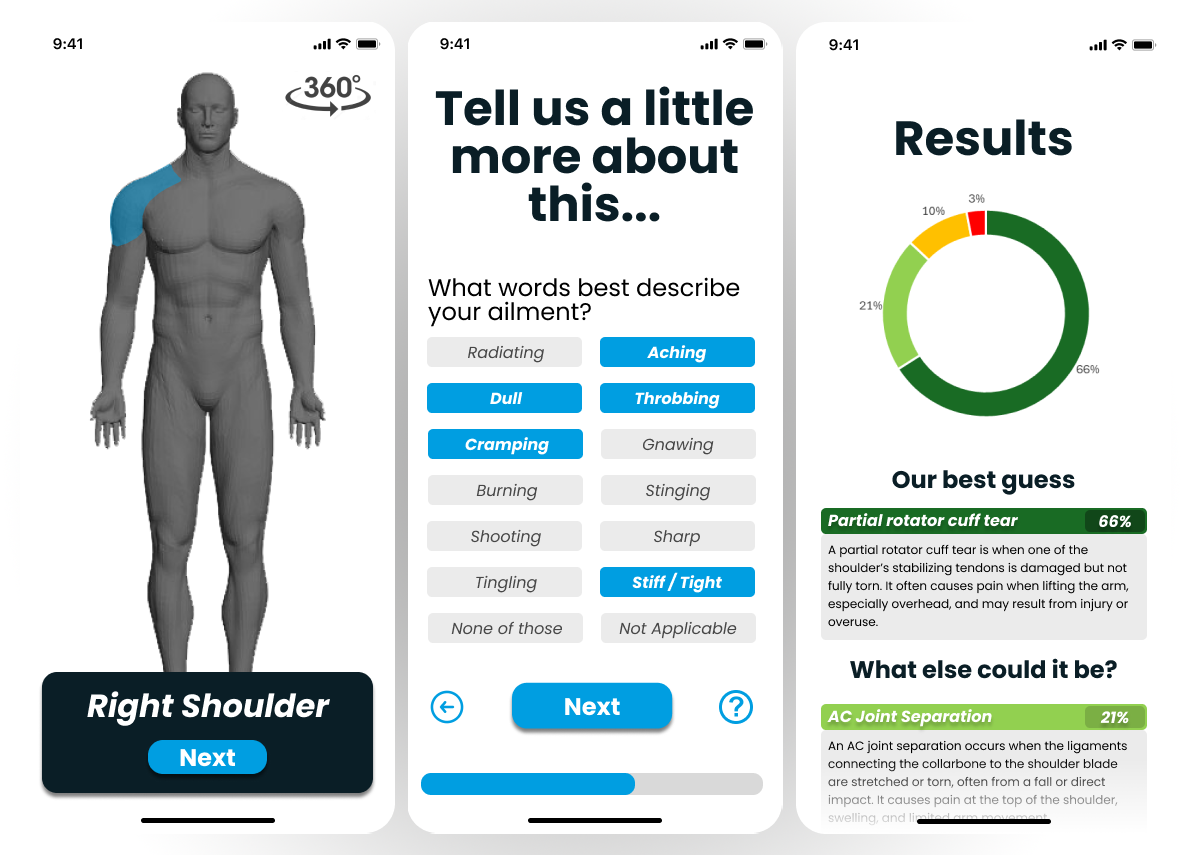 9:41
360°
Right Shoulder
Next
9:41
Tell us a little
more about
this...
What words best describe
your ailment?
Radiating
Aching
Dull
Throbbing
Cramping
Gnawing
Burning
Stinging
Shooting
Sharp
Tingling
Stiff / Tight
None of those
Not Applicable
Next
?
9:41
Results
3%
10%
21%
66%
Our best guess
Partial rotator cuff tear 66%
A partial rotator cuff tear is when one of the
shoulder's stabilizing tendons is damaged but not
fully torn. It often causes pain when lifting the arm,
especially overhead, and may result from injury or
overuse.
What else could it be?
AC Joint Separation 21%
An AC joint separation occurs when the ligaments
connecting the collarbone to the shoulder blade
are stretched or torn, often from a fall or direct
impact. It causes pain at the top of the shoulder,
swelling, and limited arm movement.